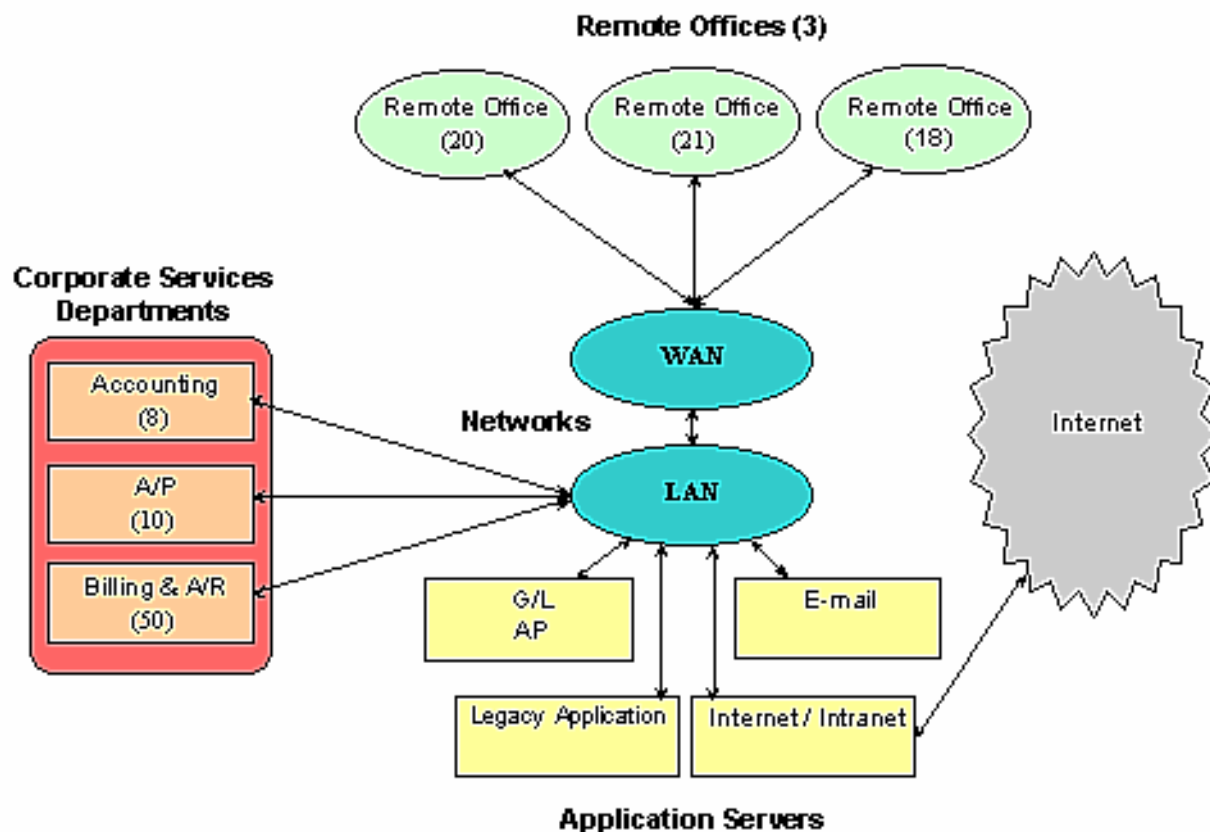 Remote Offices (3)
Remote Office
(20)
Remote Office
(21)
Remote Office
(18)
Corporate Services
Departments
Accounting
(8)
A/P
(10)
Billing & A/R
(50)
Networks
WAN
LAN
Internet
G/L
AP
E-mail
Legacy Application
Internet / Intranet
Application Servers